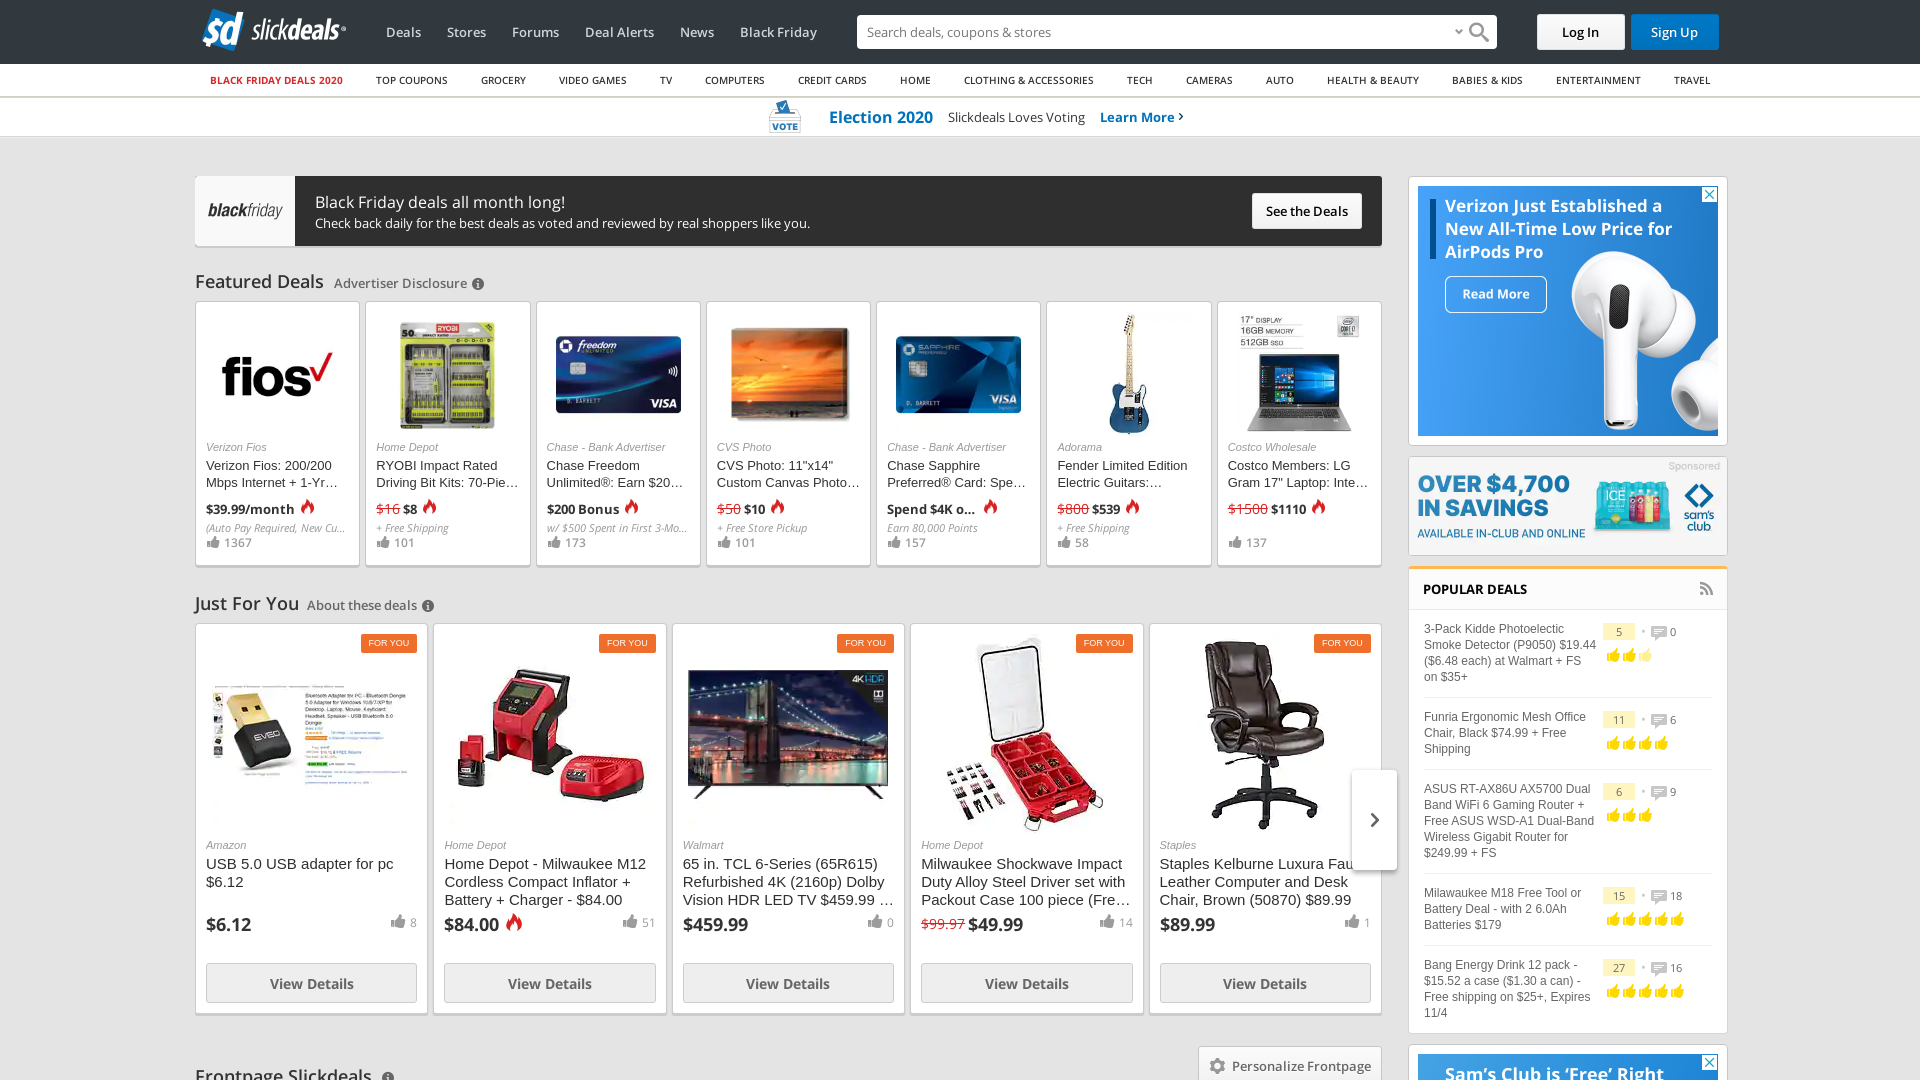 sd slickdeals
Deals Stores Forums Deal Alerts News Black Friday
Search deals, coupons & stores
Log In Sign Up
BLACK FRIDAY DEALS 2020 TOP COUPONS GROCERY VIDEO GAMES TV COMPUTERS CREDIT CARDS HOME CLOTHING & ACCESSORIES TECH CAMERAS AUTO HEALTH & BEAUTY BABIES & KIDS ENTERTAINMENT TRAVEL
VOTE Election 2020 Slickdeals Loves Voting Learn More
blackfriday
Black Friday deals all month long!
Check back daily for the best deals as voted and reviewed by real shoppers like you.
See the Deals
Featured Deals Advertiser Disclosure
fios
Verizon Fios
Verizon Fios: 200/200
Mbps Internet + 1-Yr…
$39.99/month
(Auto Pay Required, New Cu…
1367
50 RYOBI
Home Depot
RYOBI Impact Rated
Driving Bit Kits: 70-Pie…
$16 $8
+ Free Shipping
101
freedom
UNLIMITED
D. BARRETT
VISA
Chase - Bank Advertiser
Chase Freedom
Unlimited®: Earn $20…
$200 Bonus
w/ $500 Spent in First 3-Mo…
173
CVS Photo
CVS Photo: 11"x14"
Custom Canvas Photo…
$50 $10
+ Free Store Pickup
101
SAPPHIRE
PREFERRED
D. BARRETT
VISA
Chase - Bank Advertiser
Chase Sapphire
Preferred® Card: Spe…
Spend $4K o…
Earn 80,000 Points
157
Adorama
Fender Limited Edition
Electric Guitars:…
$800 $539
+ Free Shipping
58
17" DISPLAY
16GB MEMORY
512GB SSD
Costco Wholesale
Costco Members: LG
Gram 17" Laptop: Inte…
$1500 $1110
137
Just For You About these deals
FOR YOU
EVEO
Amazon
USB 5.0 USB adapter for pc
$6.12
$6.12
8
View Details
FOR YOU
Home Depot
Home Depot - Milwaukee M12
Cordless Compact Inflator +
Battery + Charger - $84.00
$84.00
51
View Details
FOR YOU
4K HDR
Walmart
65 in. TCL 6-Series (65R615)
Refurbished 4K (2160p) Dolby
Vision HDR LED TV $459.99 …
$459.99
0
View Details
FOR YOU
Home Depot
Milwaukee Shockwave Impact
Duty Alloy Steel Driver set with
Packout Case 100 piece (Fre…
$99.97 $49.99
14
View Details
FOR YOU
Staples
Staples Kelburne Luxura Fau
Leather Computer and Desk
Chair, Brown (50870) $89.99
$89.99
1
View Details
Frontpage Slickdeals
Personalize Frontpage
Verizon Just Established a
New All-Time Low Price for
AirPods Pro
Read More
Sponsored
OVER $4,700
IN SAVINGS
AVAILABLE IN-CLUB AND ONLINE
ICE
sam's
club
POPULAR DEALS
3-Pack Kidde Photoelectic
Smoke Detector (P9050) $19.44
($6.48 each) at Walmart + FS
on $35+
5 • 0
Funria Ergonomic Mesh Office
Chair, Black $74.99 + Free
Shipping
11 • 6
ASUS RT-AX86U AX5700 Dual
Band WiFi 6 Gaming Router +
Free ASUS WSD-A1 Dual-Band
Wireless Gigabit Router for
$249.99 + FS
6 • 9
Milawaukee M18 Free Tool or
Battery Deal - with 2 6.0Ah
Batteries $179
15 • 18
Bang Energy Drink 12 pack -
$15.52 a case ($1.30 a can) -
Free shipping on $25+, Expires
11/4
27 • 16
Sam's Club is 'Free' Right